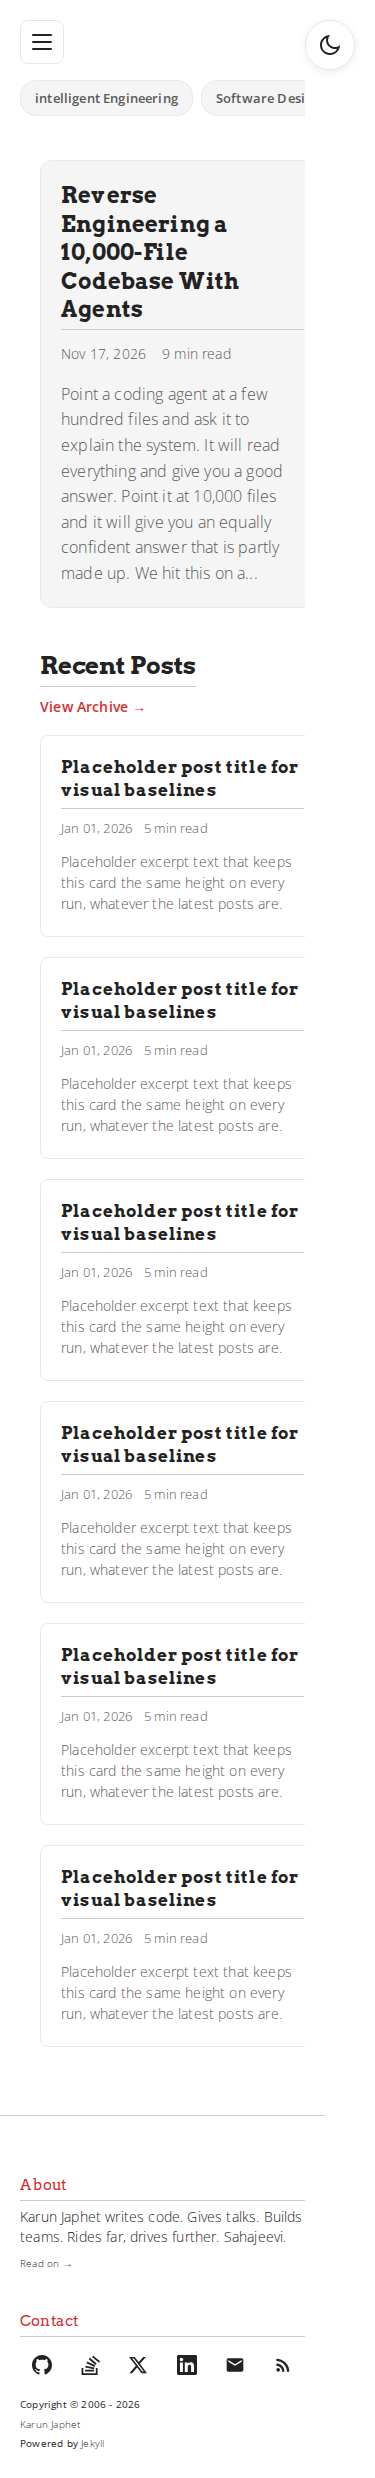 intelligent Engineering
Software Desi
Reverse
Engineering a
10,000-File
Codebase With
Agents
Nov 17, 2026 9 min read
Point a coding agent at a few
hundred files and ask it to
explain the system. It will read
everything and give you a good
answer. Point it at 10,000 files
and it will give you an equally
confident answer that is partly
made up. We hit this on a...
Recent Posts
View Archive →
Placeholder post title for
visual baselines
Jan 01, 2026 5 min read
Placeholder excerpt text that keeps
this card the same height on every
run, whatever the latest posts are.
Placeholder post title for
visual baselines
Jan 01, 2026 5 min read
Placeholder excerpt text that keeps
this card the same height on every
run, whatever the latest posts are.
Placeholder post title for
visual baselines
Jan 01, 2026 5 min read
Placeholder excerpt text that keeps
this card the same height on every
run, whatever the latest posts are.
Placeholder post title for
visual baselines
Jan 01, 2026 5 min read
Placeholder excerpt text that keeps
this card the same height on every
run, whatever the latest posts are.
Placeholder post title for
visual baselines
Jan 01, 2026 5 min read
Placeholder excerpt text that keeps
this card the same height on every
run, whatever the latest posts are.
Placeholder post title for
visual baselines
Jan 01, 2026 5 min read
Placeholder excerpt text that keeps
this card the same height on every
run, whatever the latest posts are.
About
Karun Japhet writes code. Gives talks. Builds
teams. Rides far, drives further. Sahajeevi.
Read on →
Contact
Copyright © 2006 - 2026
Karun Japhet
Powered by Jekyll